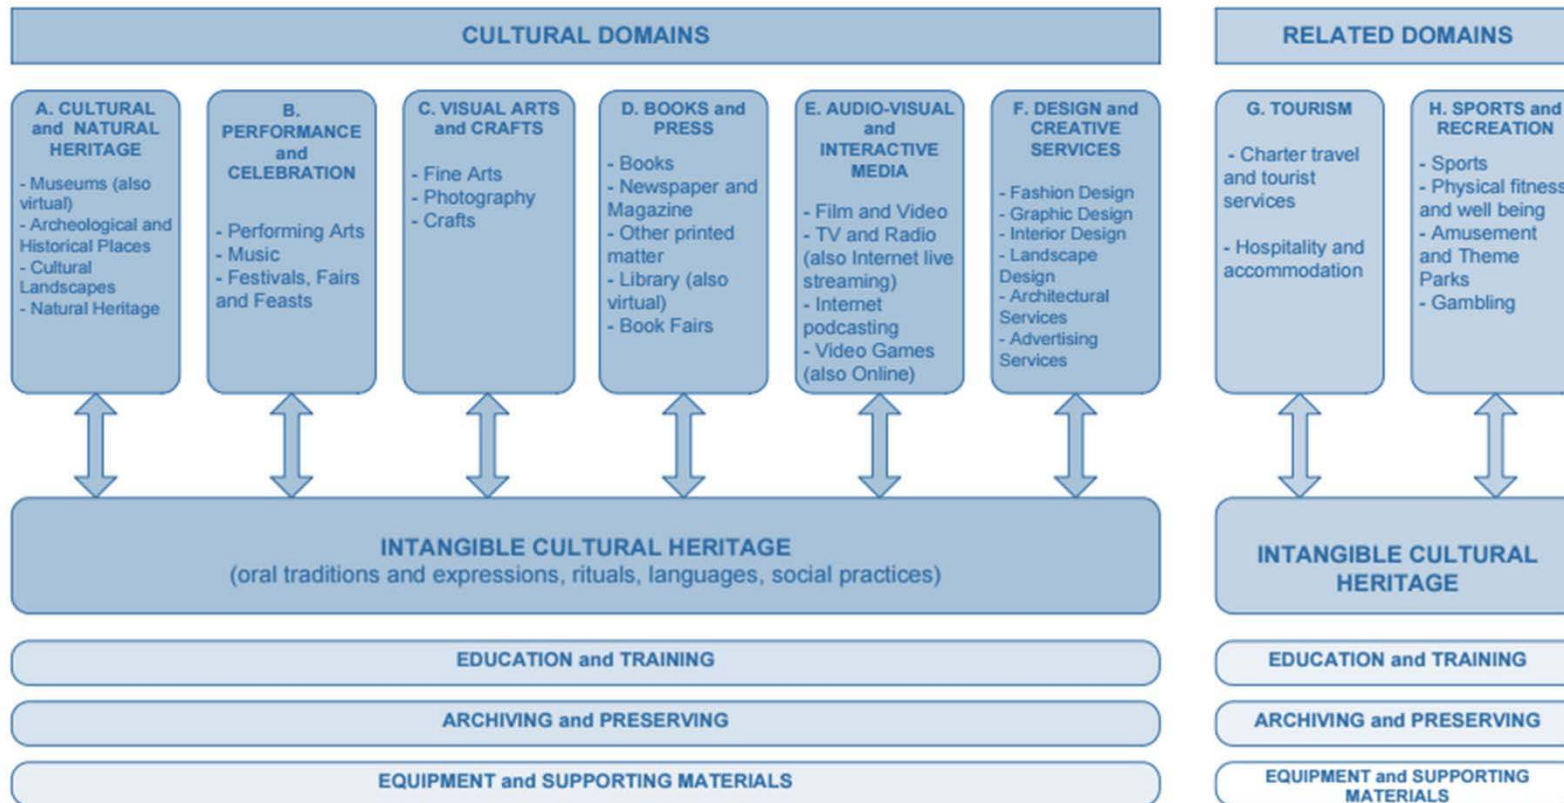 CULTURAL DOMAINS
RELATED DOMAINS
A. CULTURAL
and NATURAL
HERITAGE
- Museums (also
virtual)
- Archeological and
Historical Places
- Cultural
Landscapes
- Natural Heritage
B.
PERFORMANCE
and
CELEBRATION
- Performing Arts
- Music
- Festivals, Fairs
and Feasts
C. VISUAL ARTS
and CRAFTS
- Fine Arts
- Photography
- Crafts
D. BOOKS and
PRESS
- Books
- Newspaper and
Magazine
- Other printed
matter
- Library (also
virtual)
- Book Fairs
E. AUDIO-VISUAL
and
INTERACTIVE
MEDIA
- Film and Video
- TV and Radio
(also Internet live
streaming)
- Internet
podcasting
- Video Games
(also Online)
F. DESIGN and
CREATIVE
SERVICES
- Fashion Design
- Graphic Design
- Interior Design
- Landscape
Design
- Architectural
Services
- Advertising
Services
G. TOURISM
- Charter travel
and tourist
services
- Hospitality and
accommodation
H. SPORTS and
RECREATION
- Sports
- Physical fitness
and well being
- Amusement
and Theme
Parks
- Gambling
INTANGIBLE CULTURAL HERITAGE
(oral traditions and expressions, rituals, languages, social practices)
INTANGIBLE CULTURAL
HERITAGE
EDUCATION and TRAINING
EDUCATION and TRAINING
ARCHIVING and PRESERVING
ARCHIVING and PRESERVING
EQUIPMENT and SUPPORTING MATERIALS
EQUIPMENT and SUPPORTING
MATERIALS